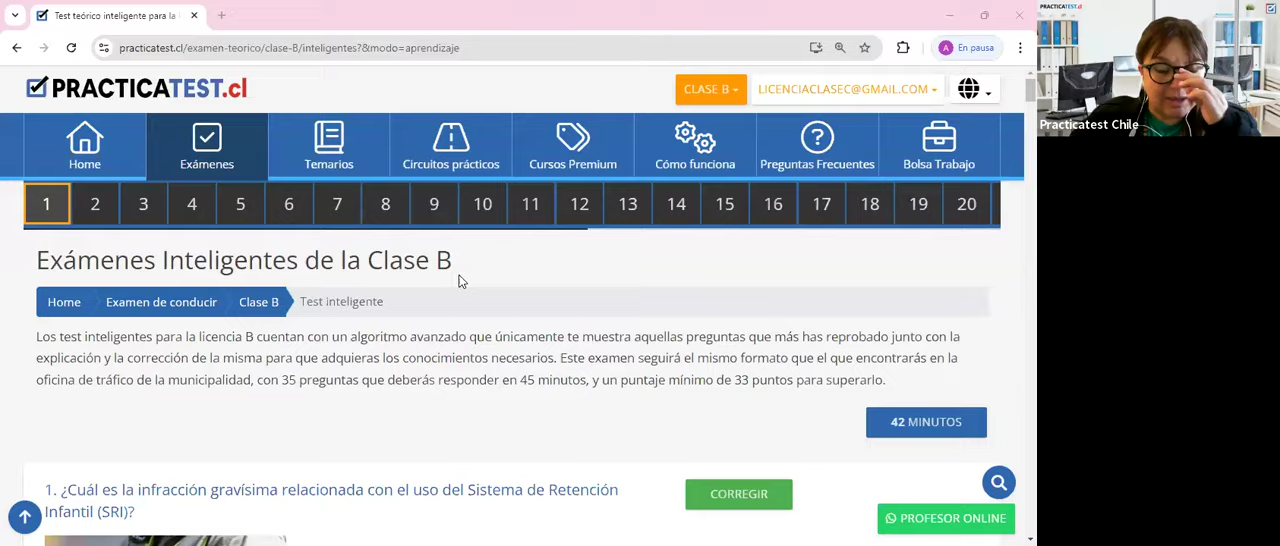 Test teórico inteligente para la l
practicatest.cl/examen-teorico/clase-B/inteligentes?&modo=aprendizaje
A En pausa
PRACTICATEST.cl
CLASE B
LICENCIACLASEC@GMAIL.COM
Home
Exámenes
Temarios
Circuitos prácticos
Cursos Premium
Cómo funciona
Preguntas Frecuentes
Bolsa Trabajo
1 2 3 4 5 6 7 8 9 10 11 12 13 14 15 16 17 18 19 20
Exámenes Inteligentes de la Clase B
Home Examen de conducir Clase B Test inteligente
Los test inteligentes para la licencia B cuentan con un algoritmo avanzado que únicamente te muestra aquellas preguntas que más has reprobado junto con la
explicación y la corrección de la misma para que adquieras los conocimientos necesarios. Este examen seguirá el mismo formato que el que encontrarás en la
oficina de tráfico de la municipalidad, con 35 preguntas que deberás responder en 45 minutos, y un puntaje mínimo de 33 puntos para superarlo.
42 MINUTOS
1. ¿Cuál es la infracción gravísima relacionada con el uso del Sistema de Retención
Infantil (SRI)?
CORREGIR
PROFESOR ONLINE
PRACTICATEST.cl
Practicatest Chile